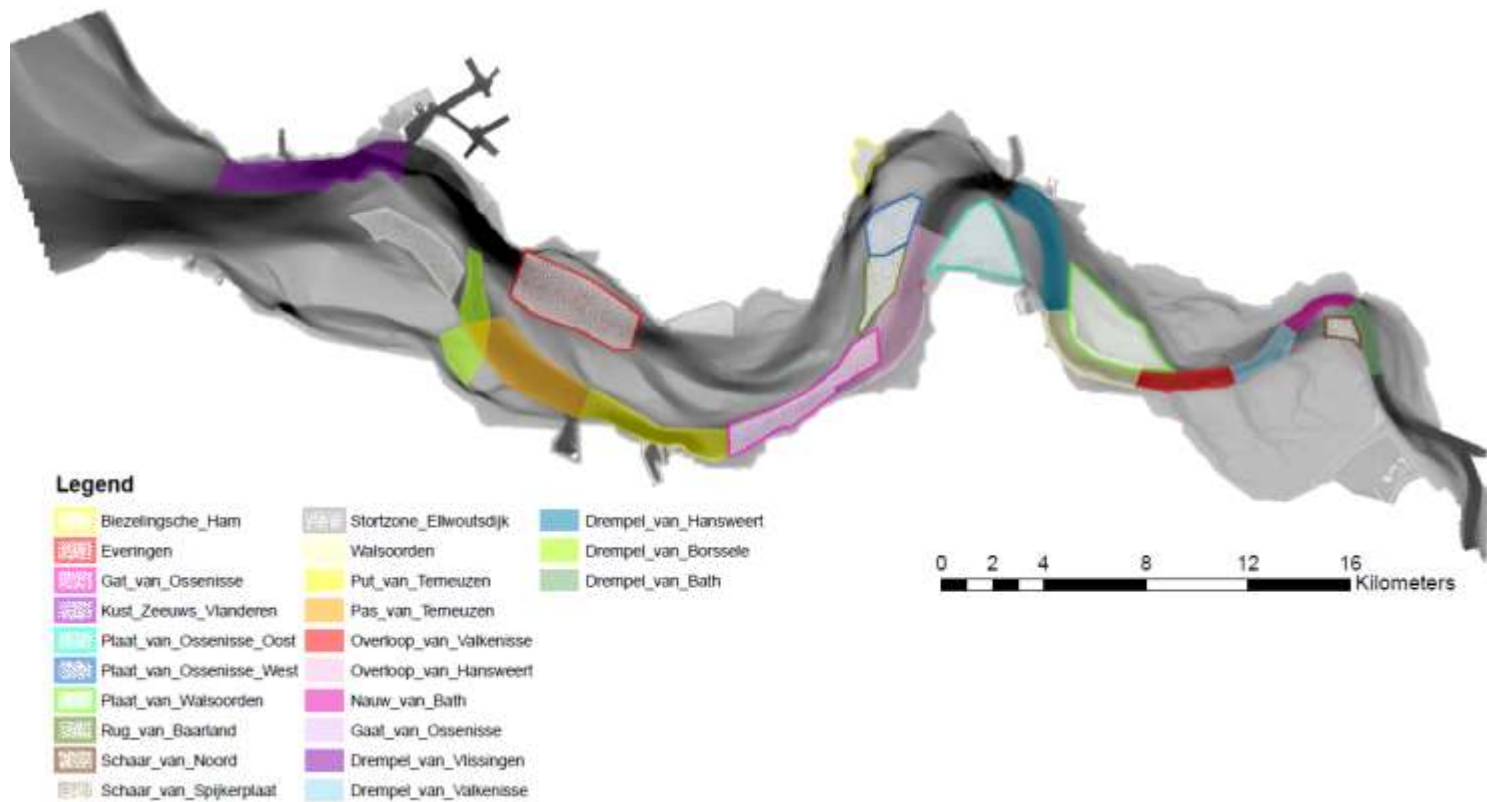 Legend
Biezelingsche_Ham
Everingen
Gat_van_Ossenisse
Kust_Zeeuws_Vlanderen
Plaat_van_Ossenisse_Oost
Plaat_van_Ossenisse_West
Plaat_van_Walsoorden
Rug_van_Baarland
Schaar_van_Noord
Schaar_van_Spijkerplaat
Stortzone_Ellwoutsdijk
Walsoorden
Put_van_Terneuzen
Pas_van_Terneuzen
Overloop_van_Valkenisse
Overloop_van_Hansweert
Nauw_van_Bath
Gaat_van_Ossenisse
Drempel_van_Vlissingen
Drempel_van_Valkenisse
Drempel_van_Hansweert
Drempel_van_Borssele
Drempel_van_Bath
0 2 4 8 12 16
Kilometers